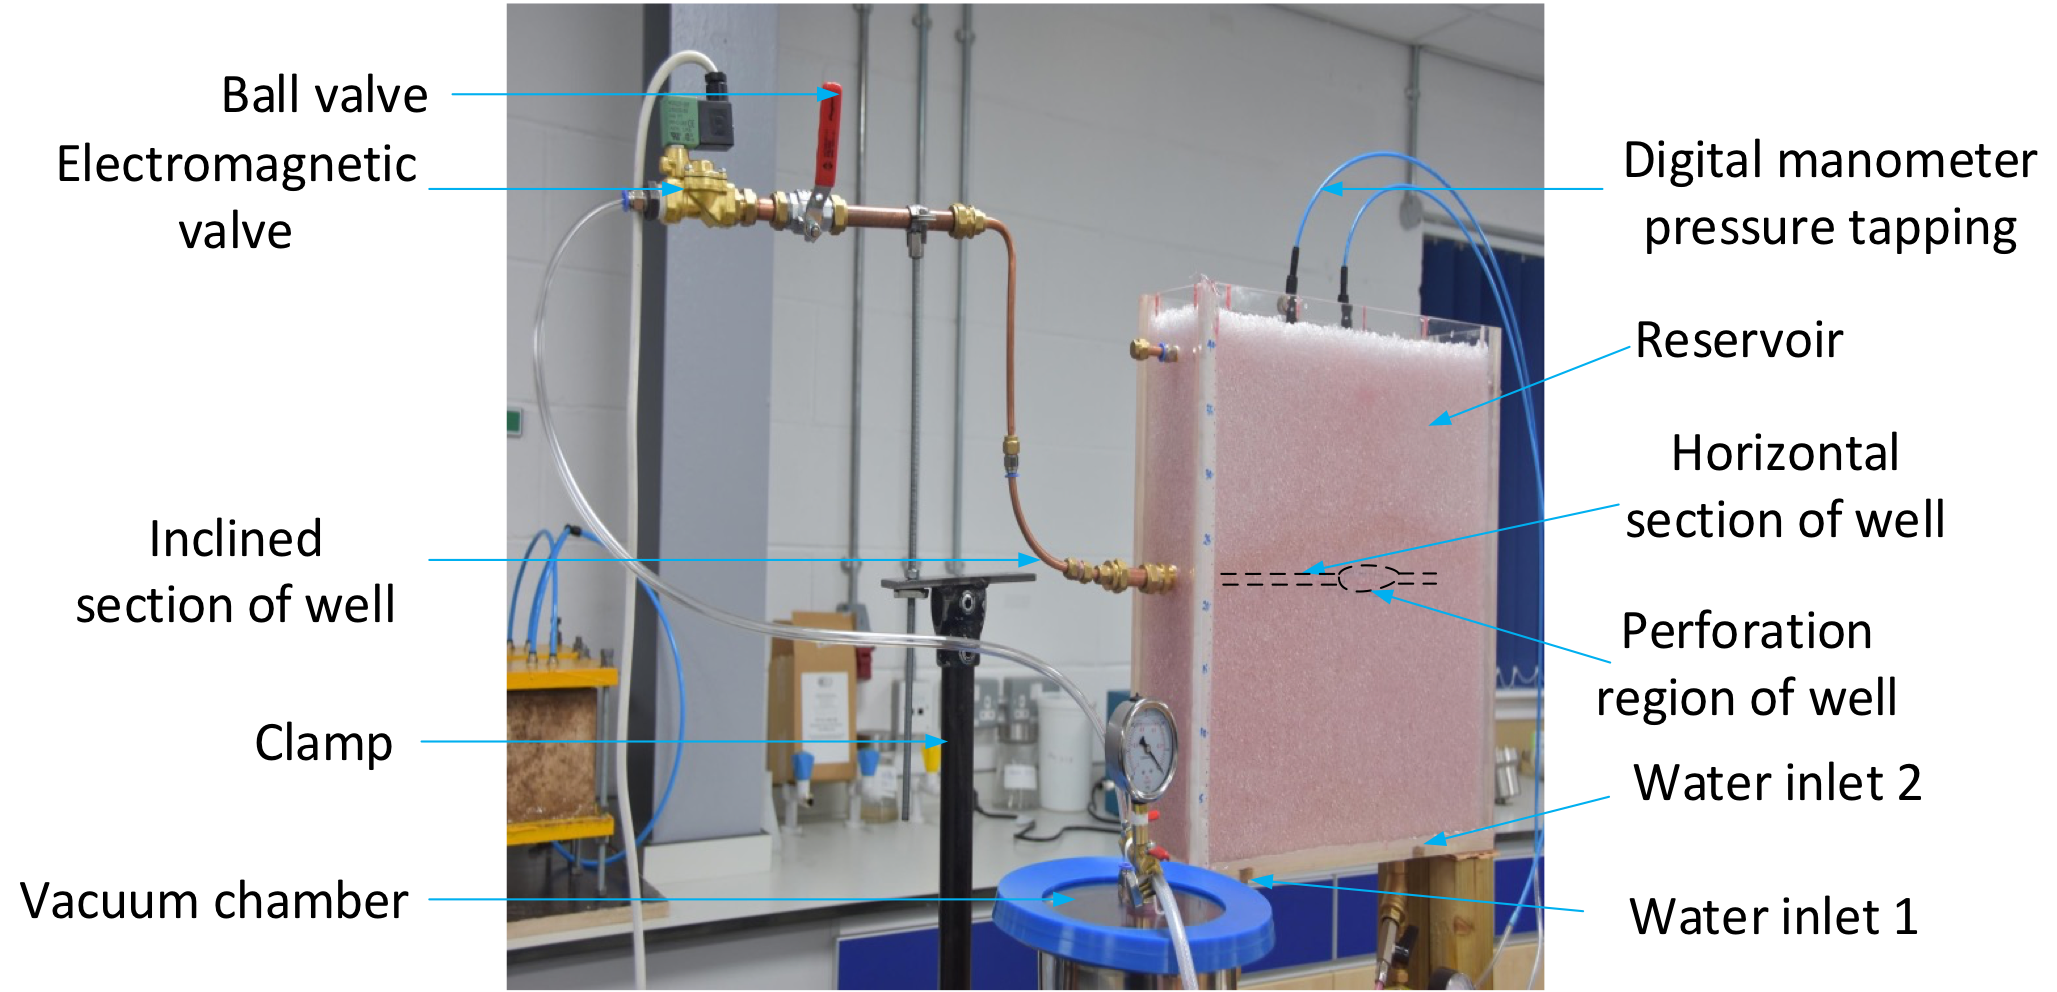 Ball valve
Electromagnetic
valve
Inclined
section of well
Clamp
Vacuum chamber
Digital manometer
pressure tapping
Reservoir
Horizontal
section of well
Perforation
region of well
Water inlet 2
Water inlet 1